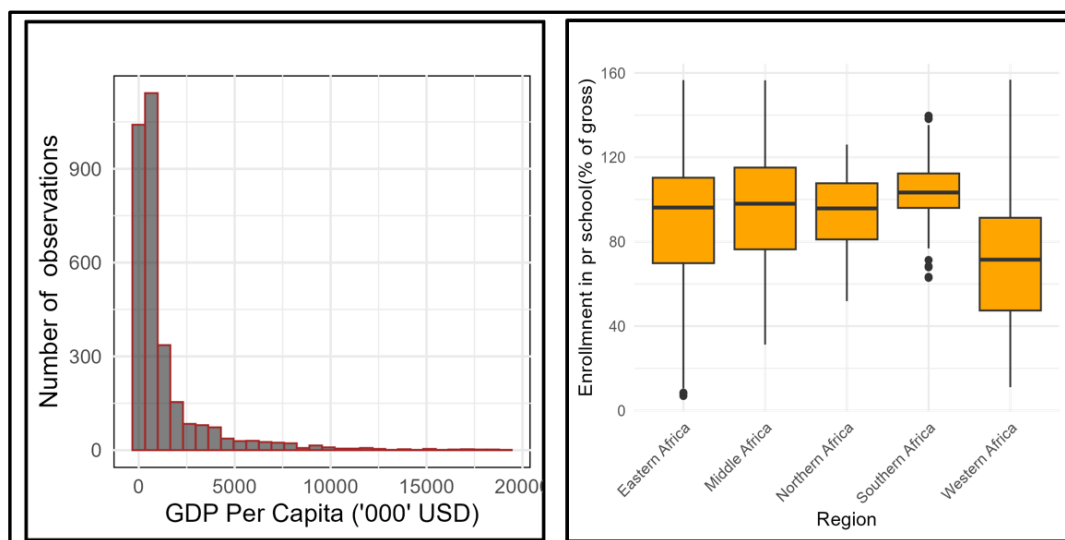 Number of  observations
900
600
300
0
0
5000
10000
15000
20000
GDP Per Capita ('000' USD)
Enrollmnent in pr school(% of gross)
160
120
80
40
0
Eastern Africa
Middle Africa
Northern Africa
Southern Africa
Western Africa
Region